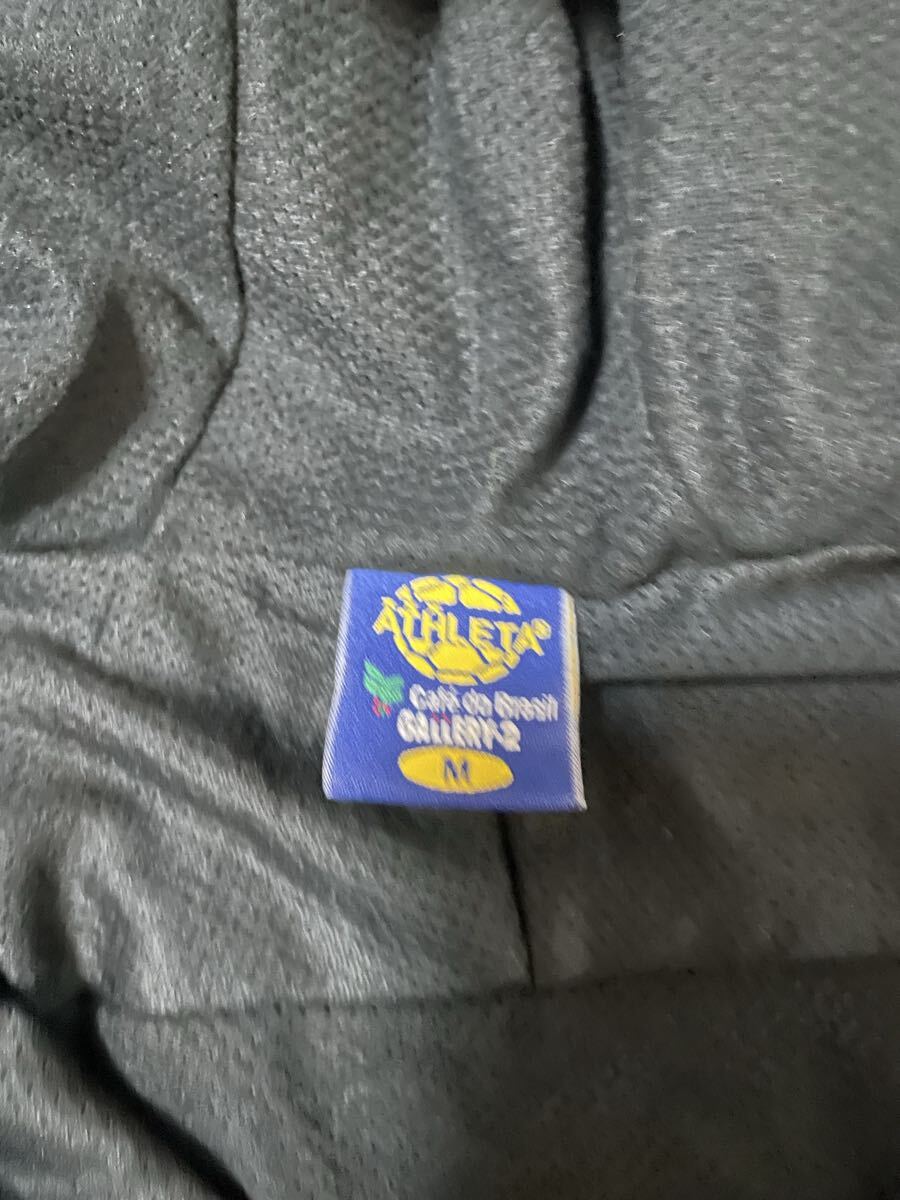 ATHLETA®
Café do Brasil
GALLERY-2
M